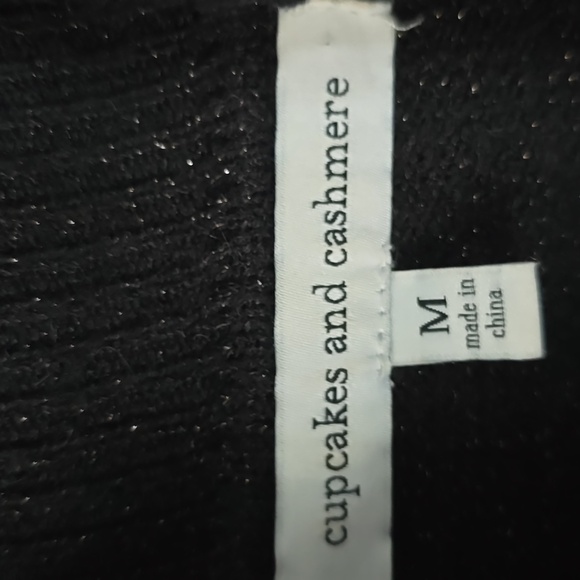 cupcakes and cashmere
M
made in
china